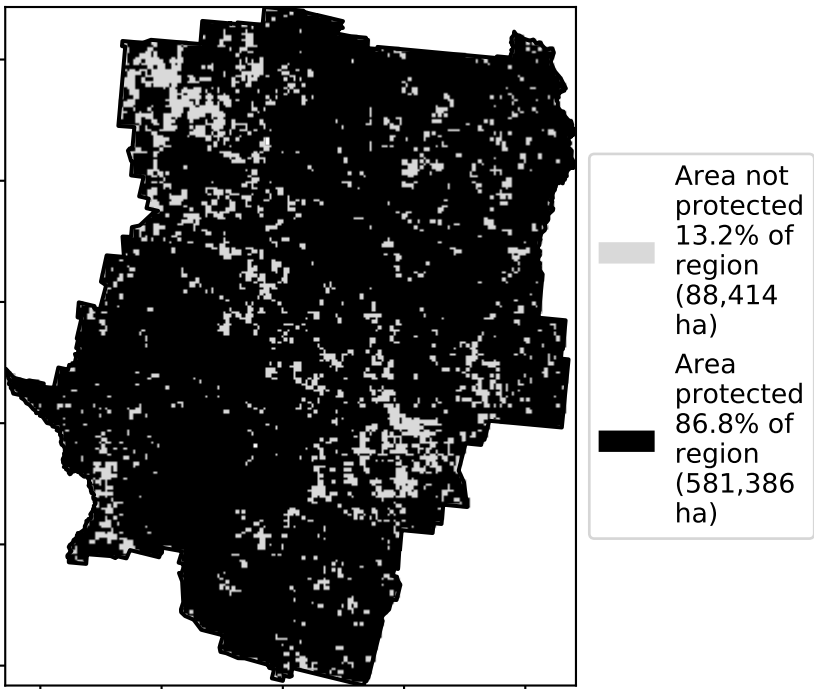 Area not
protected
13.2% of
region
(88,414
ha)
Area
protected
86.8% of
region
(581,386
ha)